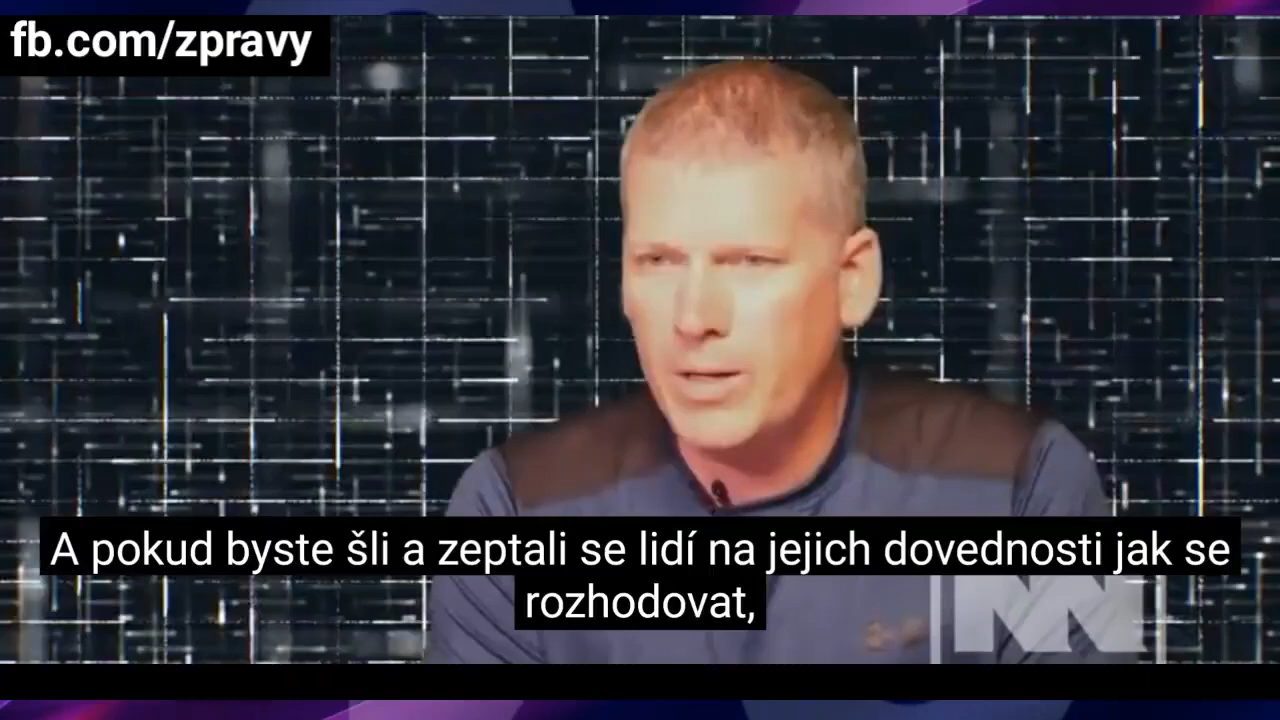 fb.com/zpravy
A pokud byste šli a zeptali se lidí na jejich dovednosti jak se
rozhodovat,